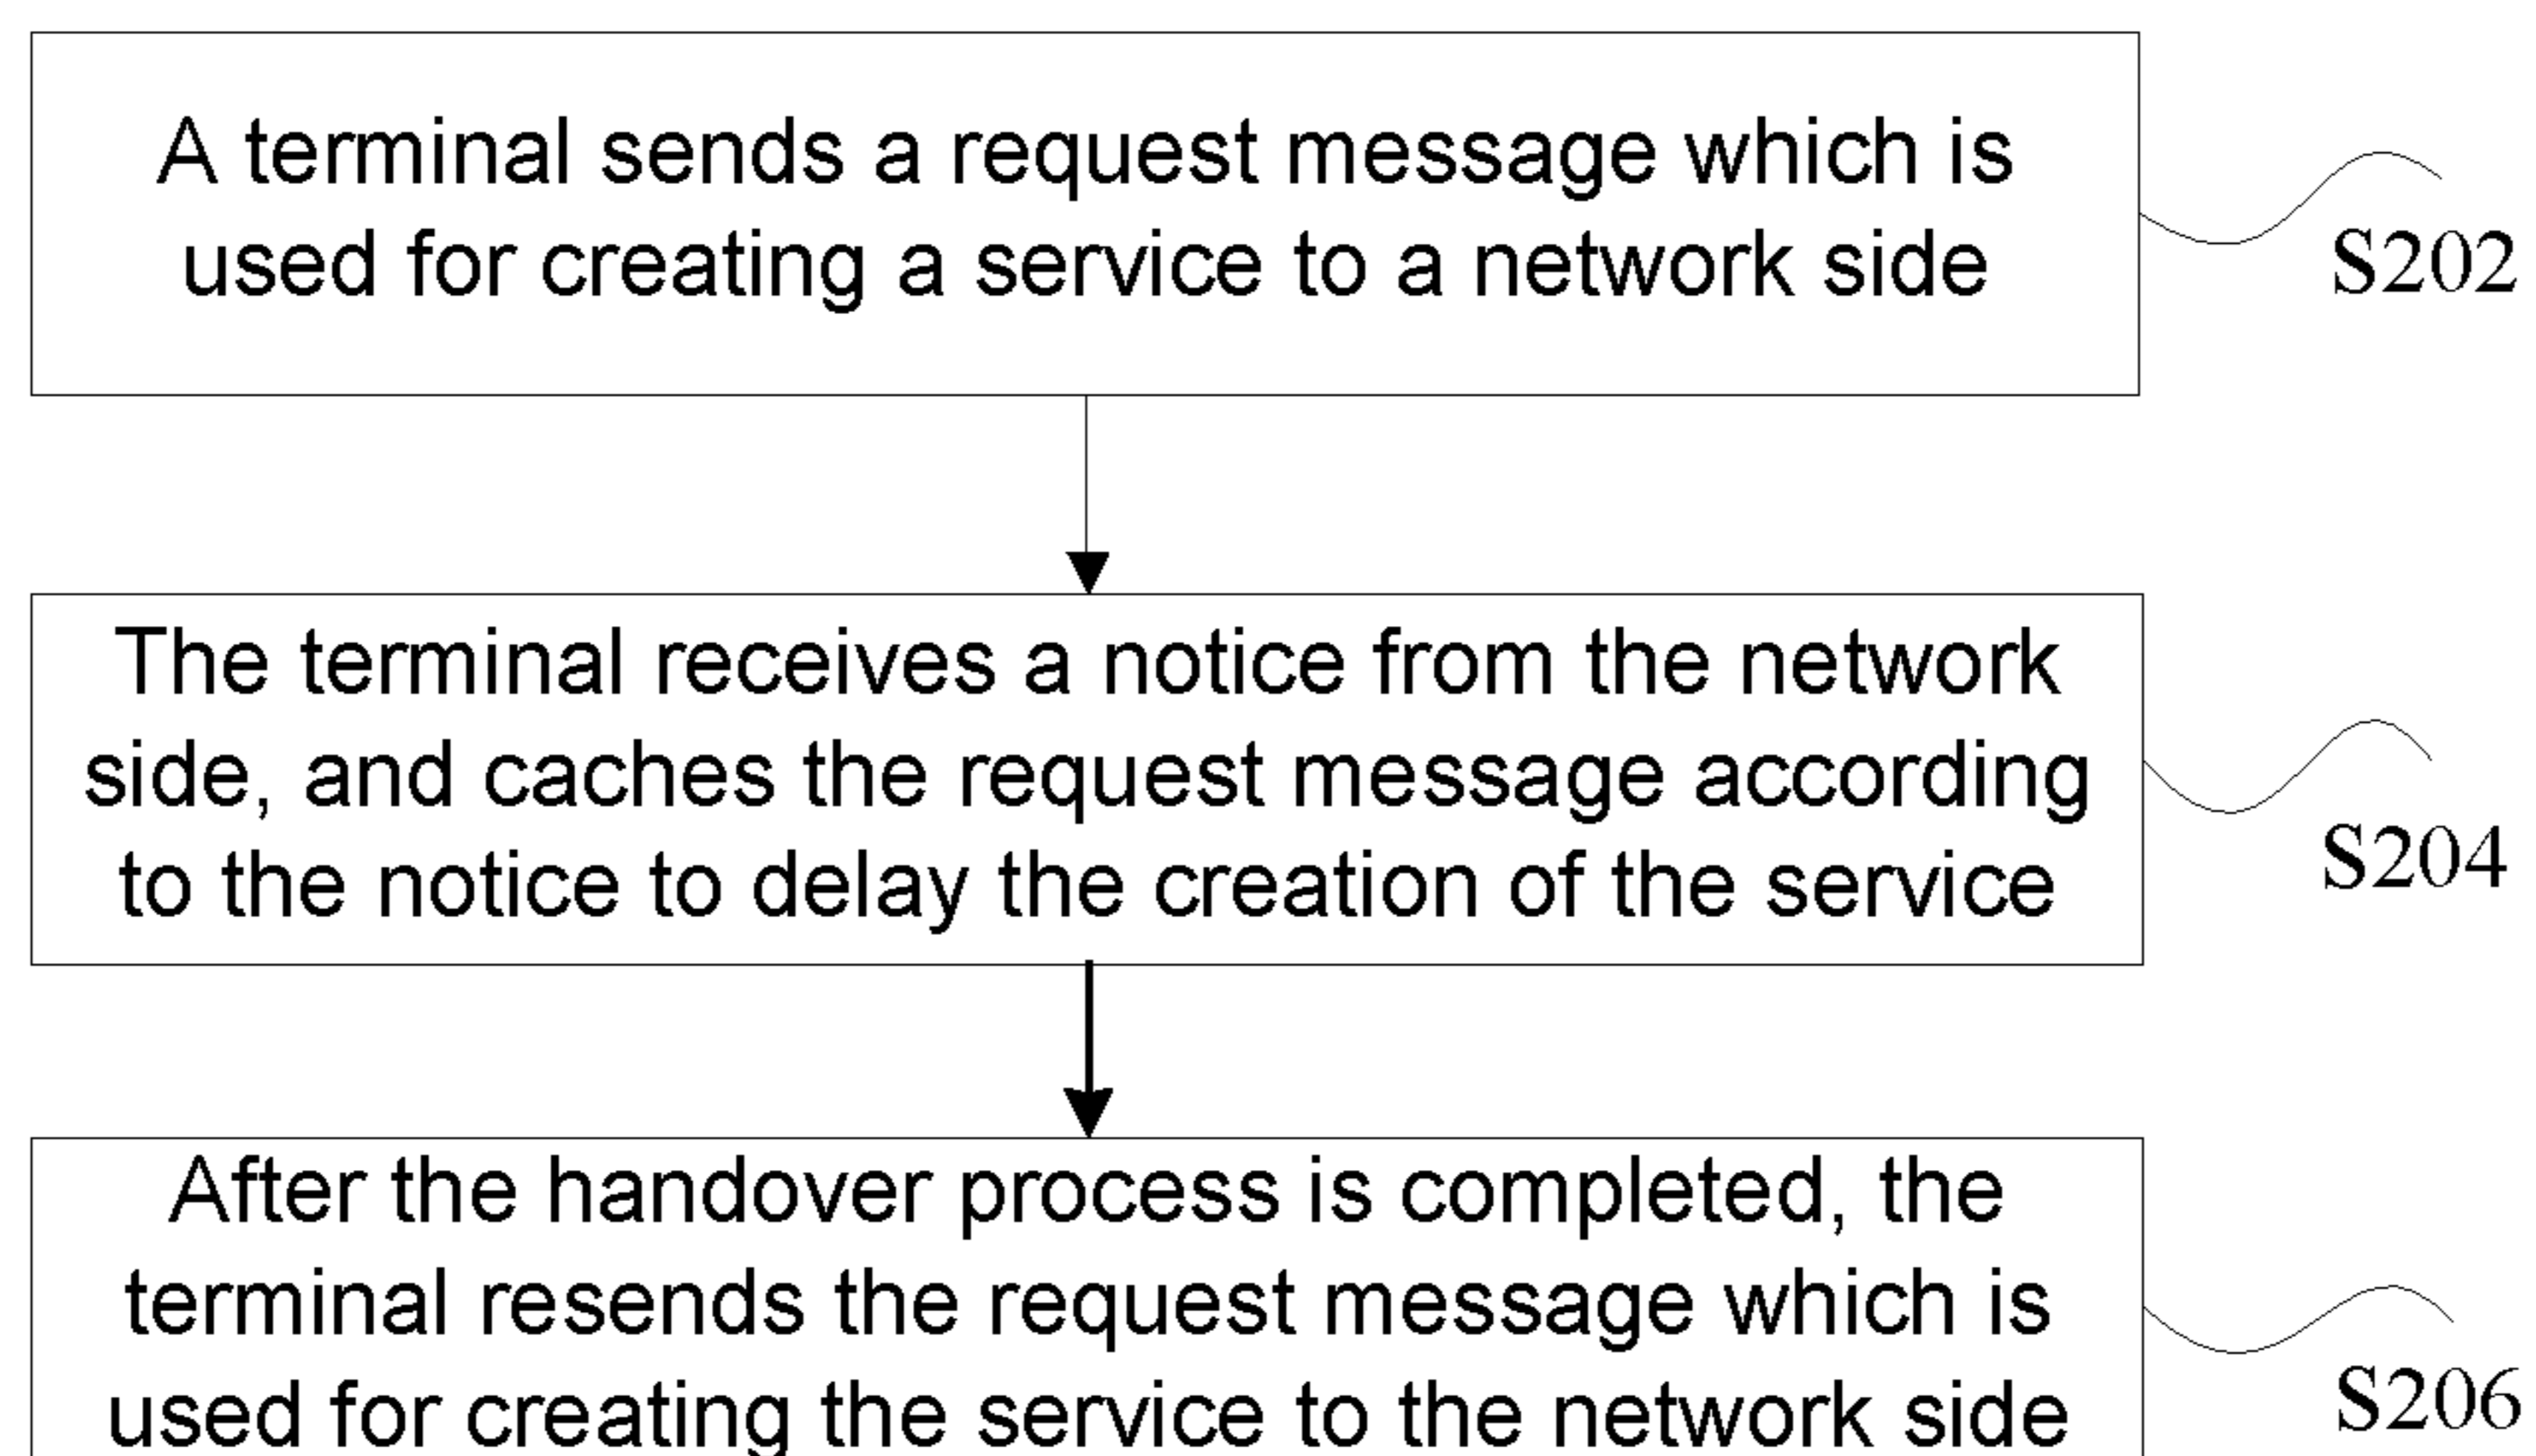 A terminal sends a request message which is
used for creating a service to a network side
S202
The terminal receives a notice from the network
side, and caches the request message according
to the notice to delay the creation of the service
S204
After the handover process is completed, the
terminal resends the request message which is
used for creating the service to the network side
S206